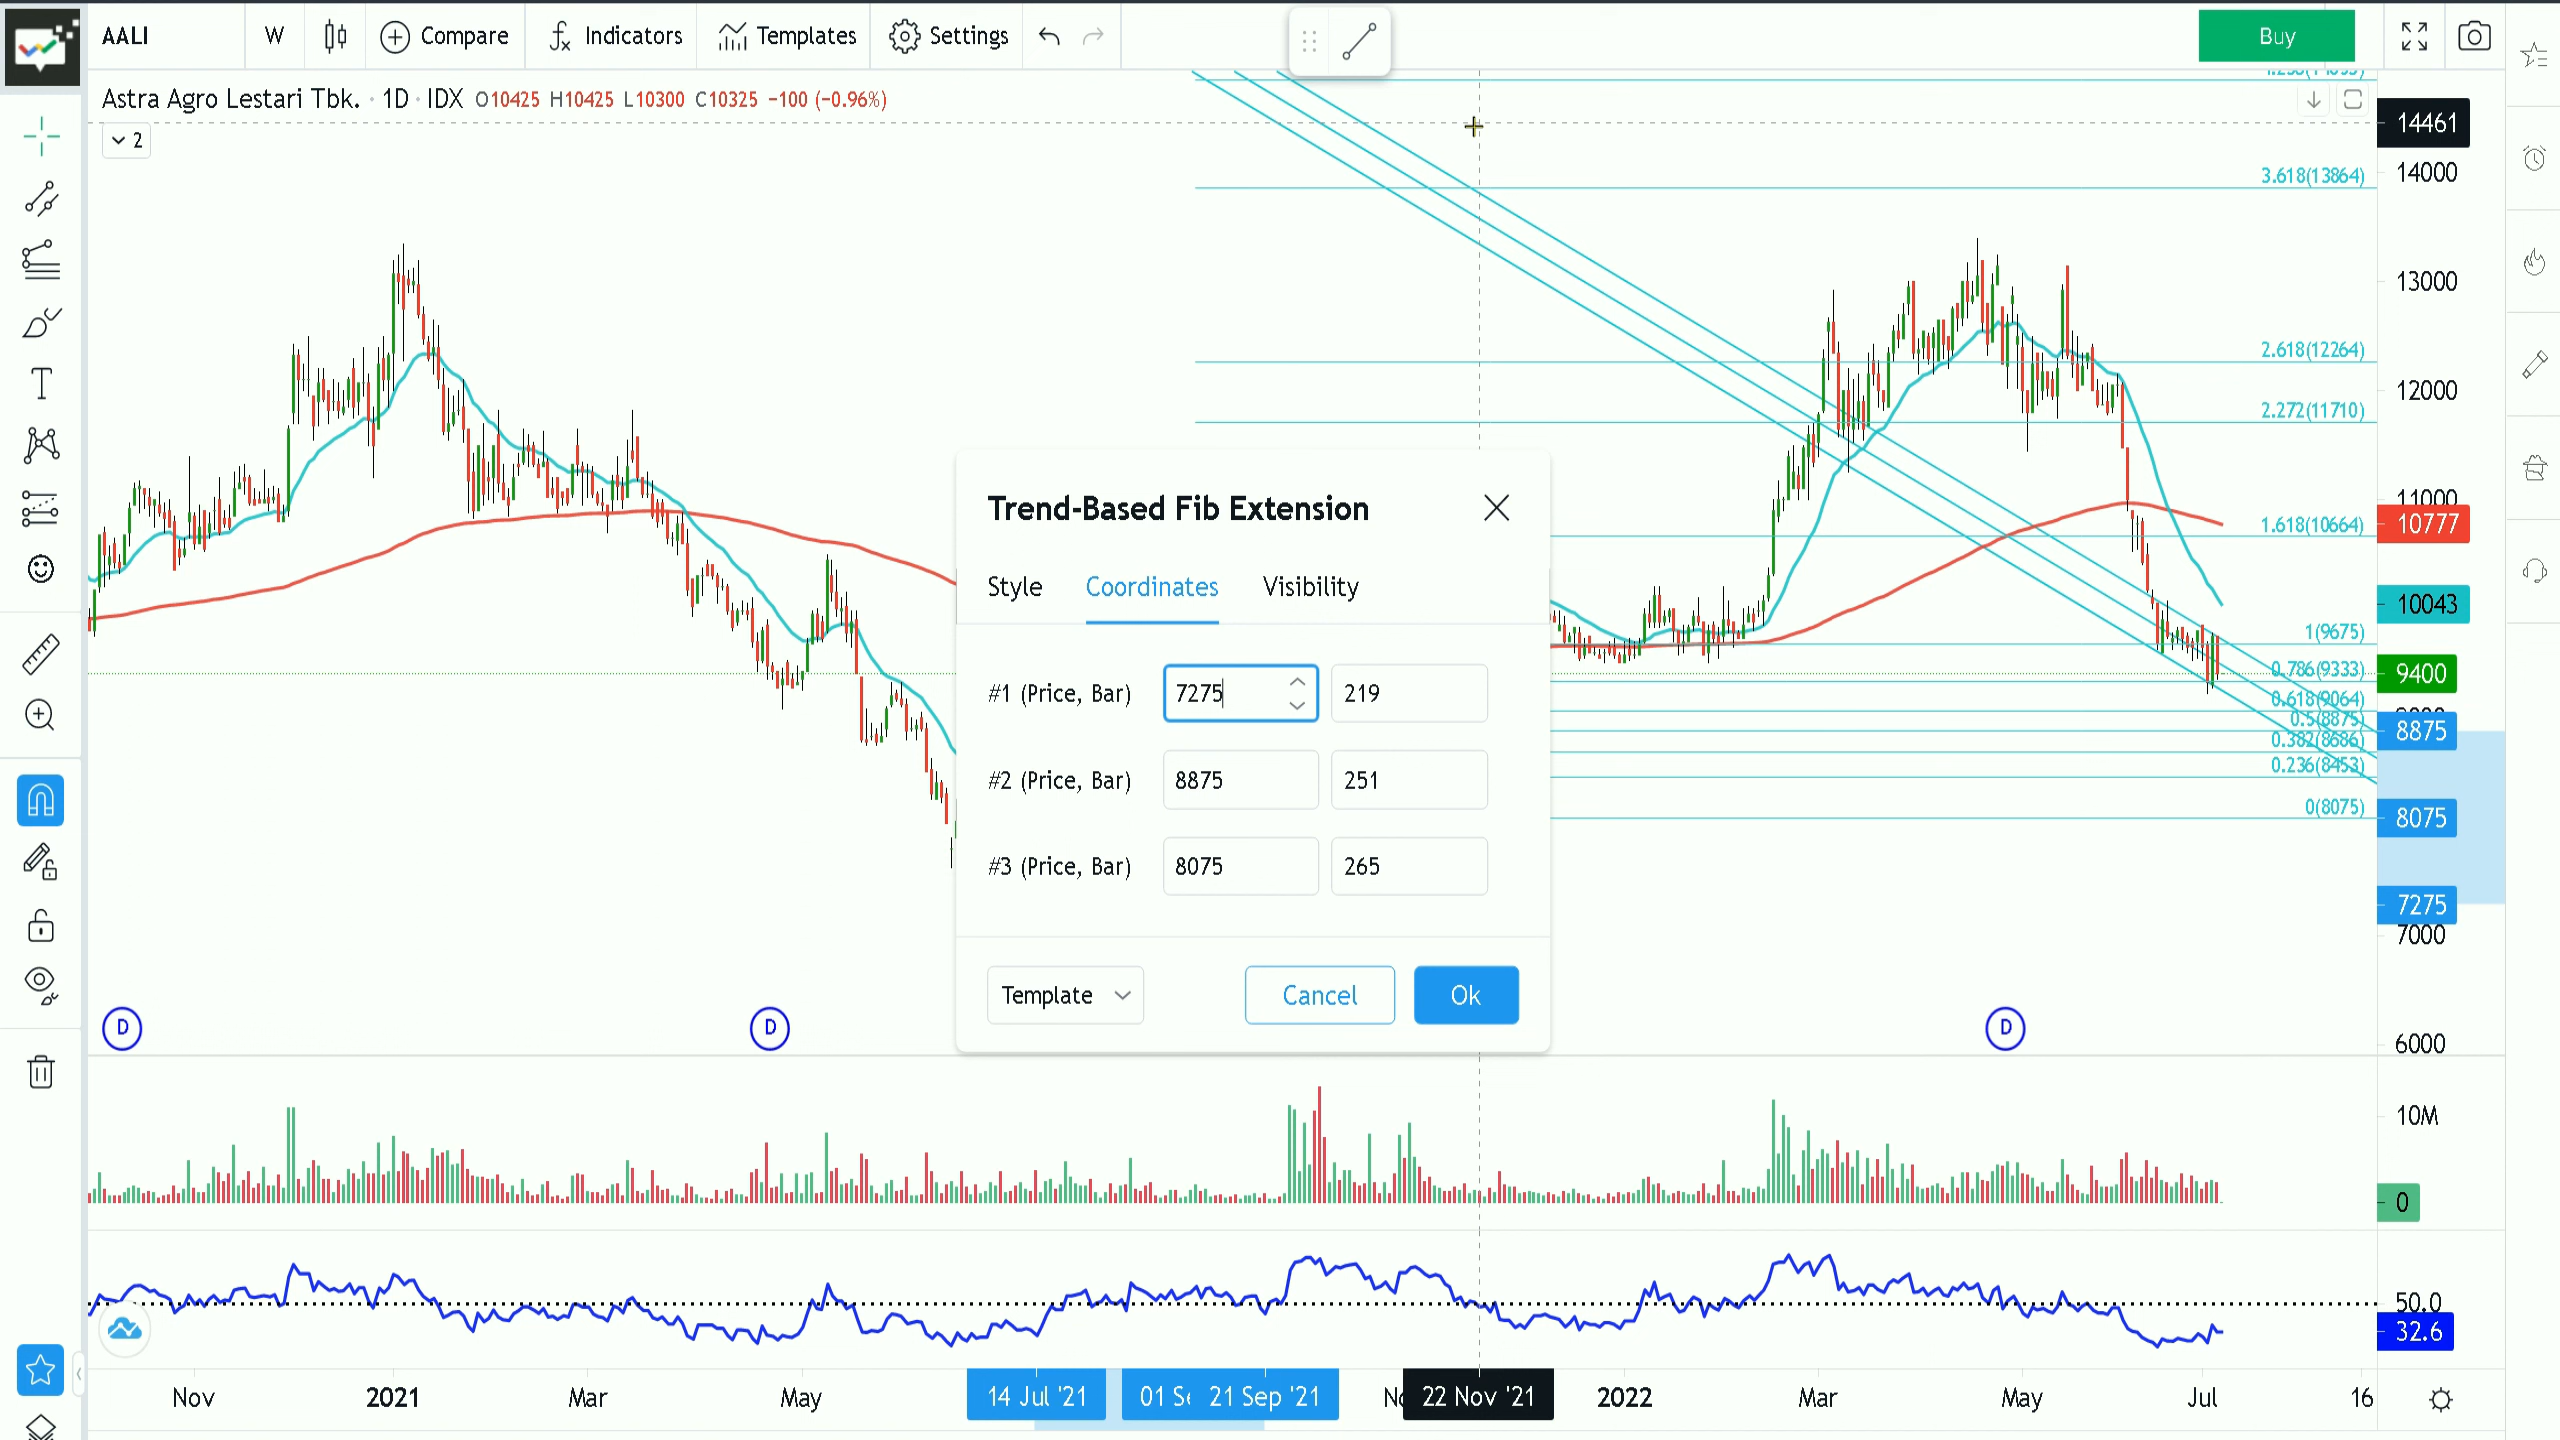 AALI W Compare Indicators Templates Settings Buy
Astra Agro Lestari Tbk. · 1D · IDX O10425 H10425 L10300 C10325 −100 (−0.96%)
2
14461
14000
3.618(13864)
13000
2.618(12264)
12000
2.272(11710)
11000
1.618(10664)
10777
10043
1(9675)
0.786(9333)
9400
0.618(9064)
0.5(8875)
8875
0.382(8686)
0.236(8453)
0(8075)
8075
7275
7000
6000
Trend-Based Fib Extension
Style Coordinates Visibility
#1 (Price, Bar) 7275 219
#2 (Price, Bar) 8875 251
#3 (Price, Bar) 8075 265
Template Cancel Ok
D D D
10M
0
50.0
32.6
Nov 2021 Mar May 14 Jul '21 01 21 Sep '21 22 Nov '21 2022 Mar May Jul 16